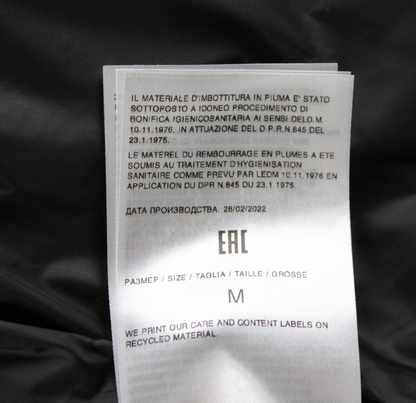 IL MATERIALE D'IMBOTTITURA IN PIUMA E' STATO
SOTTOPOSTO A IDONEO PROCEDIMENTO DI
BONIFICA IGIENICOSANITARIA AI SENSI DELD.M.
10.11.1976, IN ATTUAZIONE DEL D.P.R.N.845 DEL
23.1.1975.
LE MATEREL DU REMBOURRAGE EN PLUMES A ETE
SOUMIS AU TRAITEMENT D'HYGIENISATION
SANITAIRE COMME PREVU PAR LEDM 10.11.1976 EN
APPLICATION DU DPR N.845 DU 23.1.1975.
ДАТА ПРОИЗВОДСТВА: 28/02/2022
EAC
РАЗМЕР / SIZE / TAGLIA / TAILLE / GRÖSSE
M
WE PRINT OUR CARE AND CONTENT LABELS ON
RECYCLED MATERIAL.